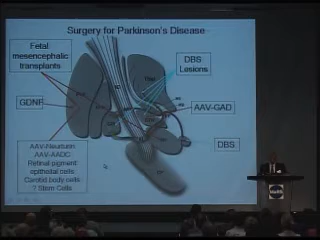 Surgery for Parkinson's Disease
Fetal
mesencephalic
transplants
DBS
Lesions
GDNF
AAV-GAD
DBS
AAV-Neurturin
AAV-AADC
Retinal pigment
epithelial cells
Carotid body cells
? Stem Cells